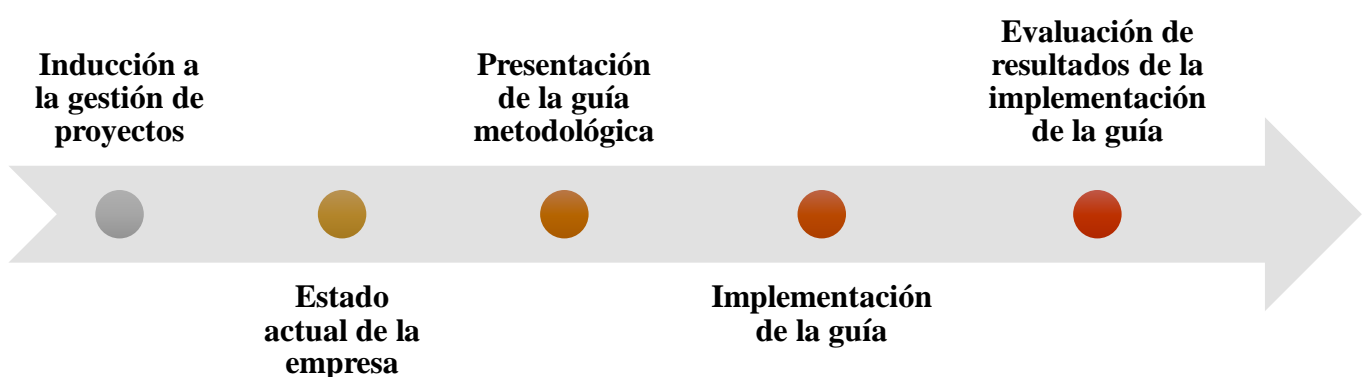 Inducción a
la gestión de
proyectos
Estado
actual de la
empresa
Presentación
de la guía
metodológica
Implementación
de la guía
Evaluación de
resultados de la
implementación
de la guía